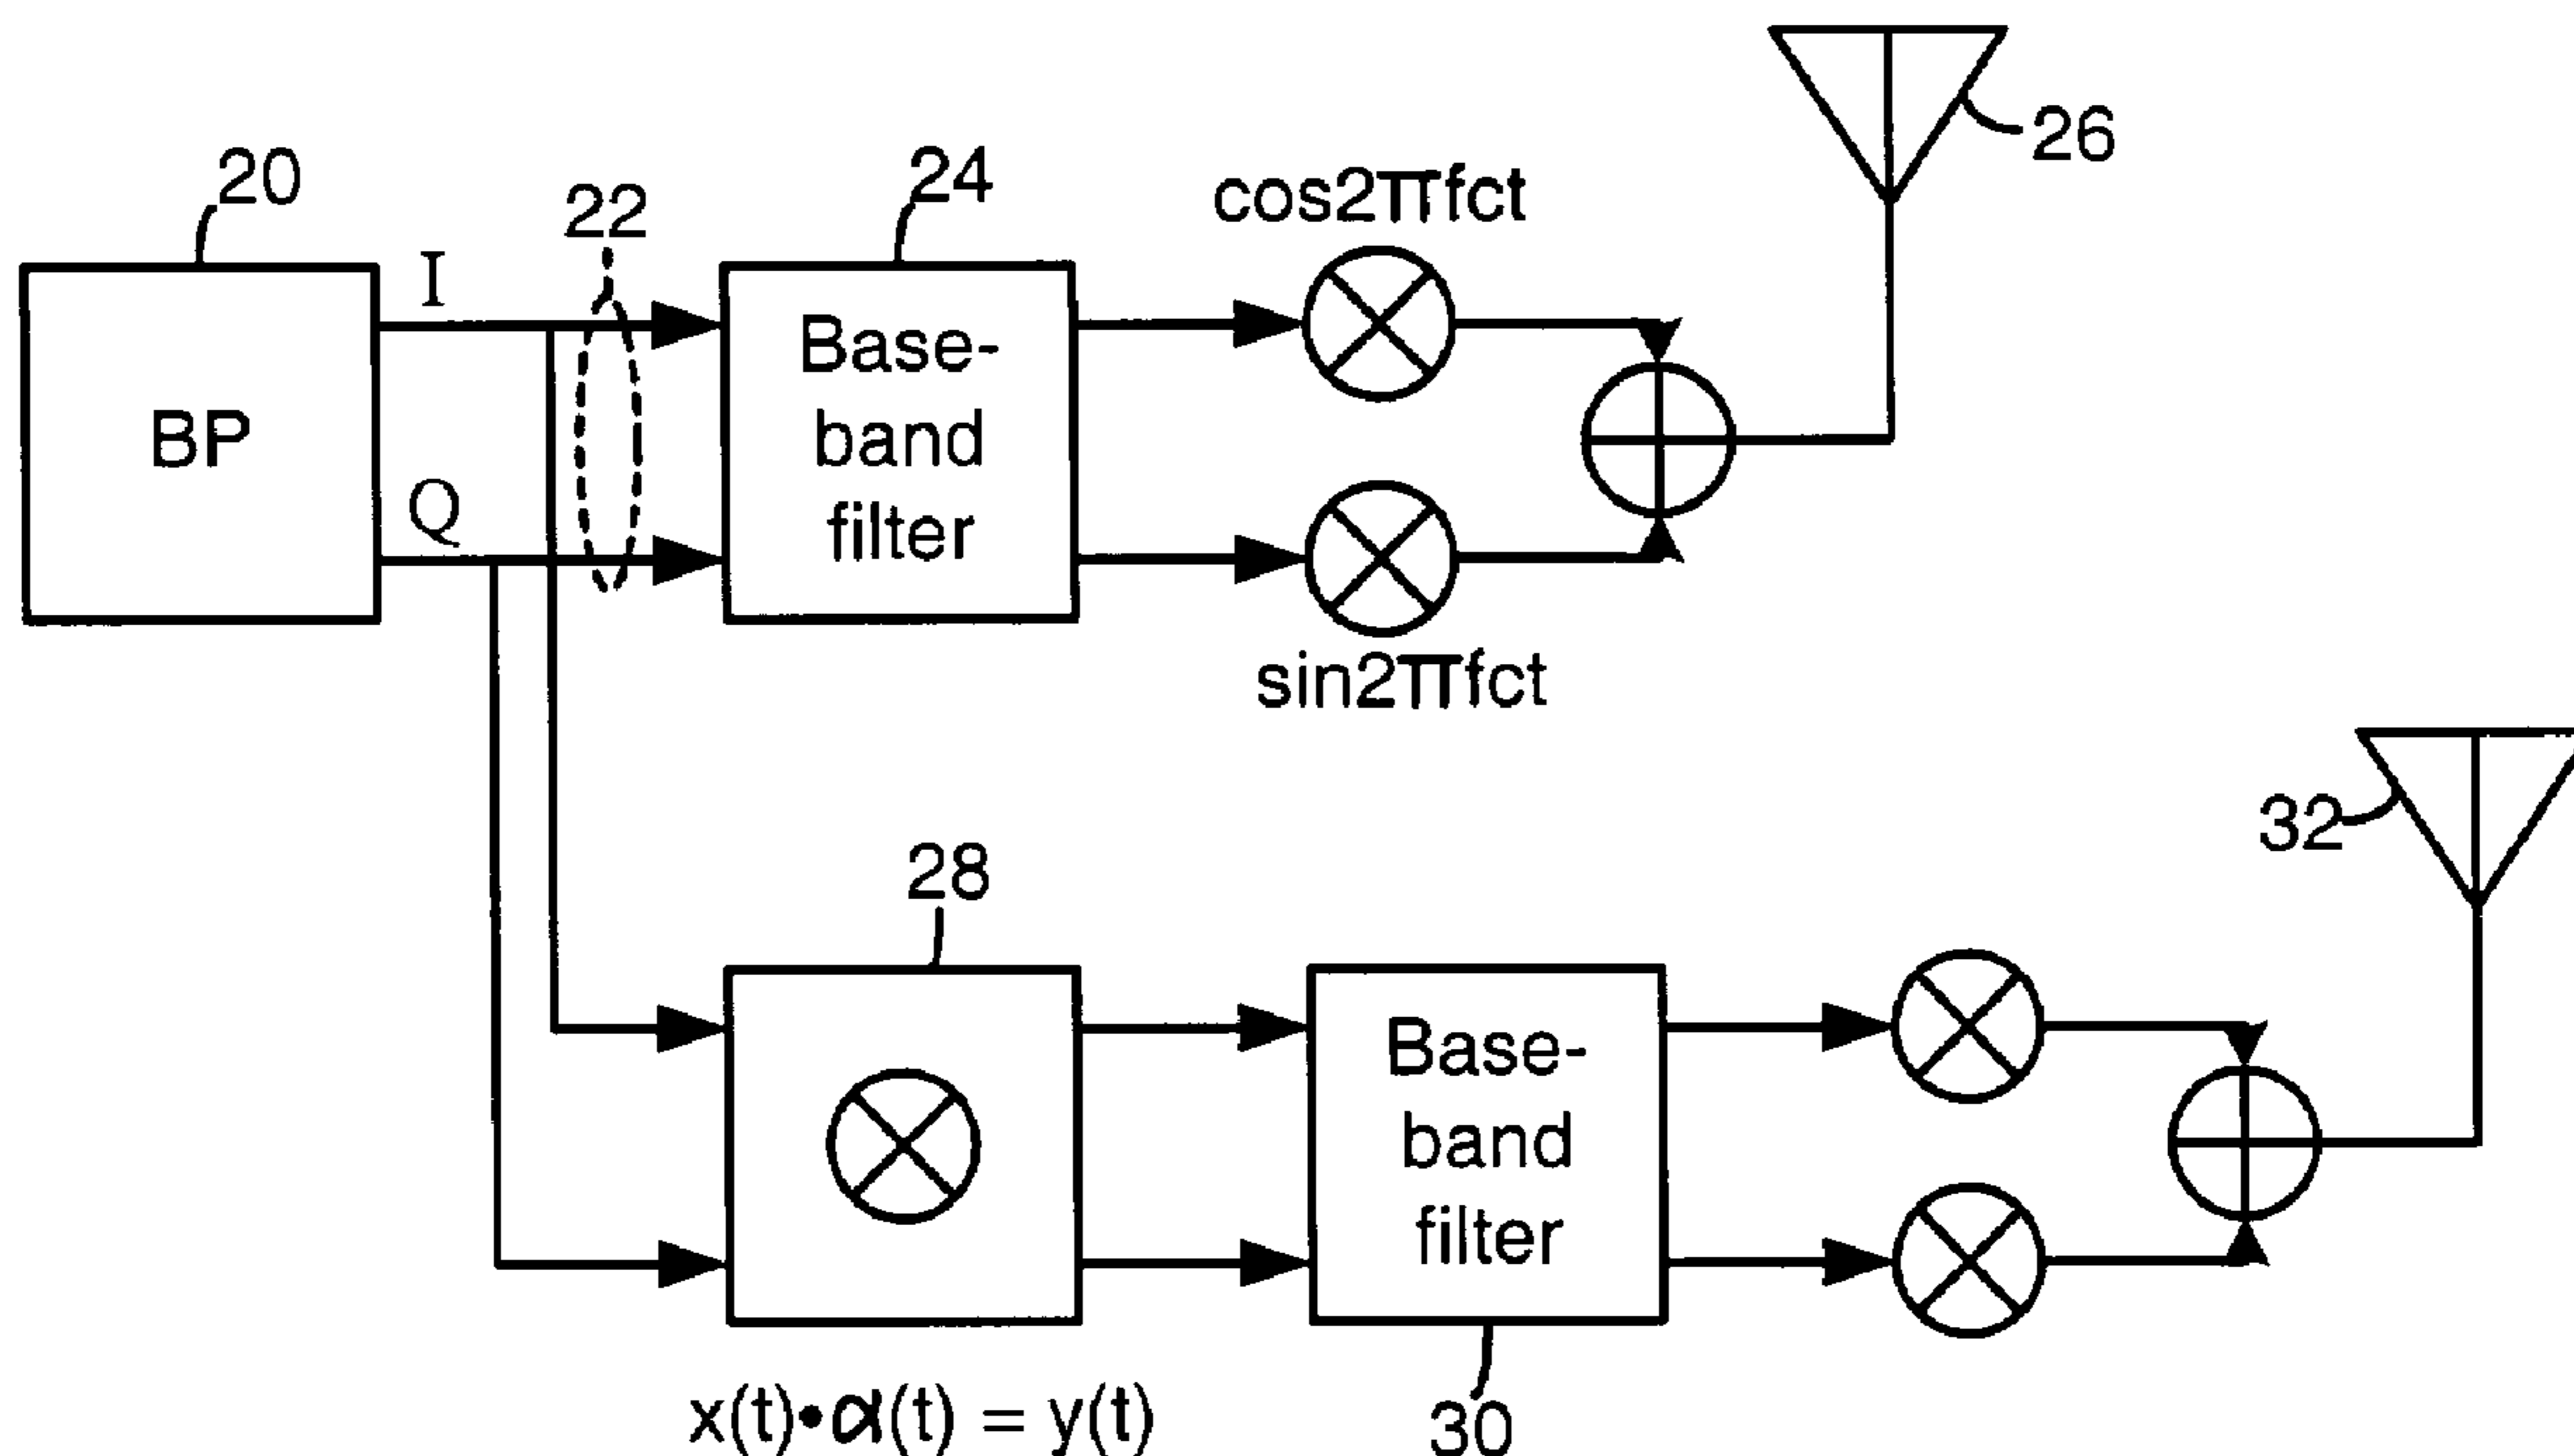 20
22
24
26
I
cos2πfct
BP
Base-
band
filter
Q
sin2πfct
32
28
Base-
band
filter
x(t)•α(t) = y(t)
30